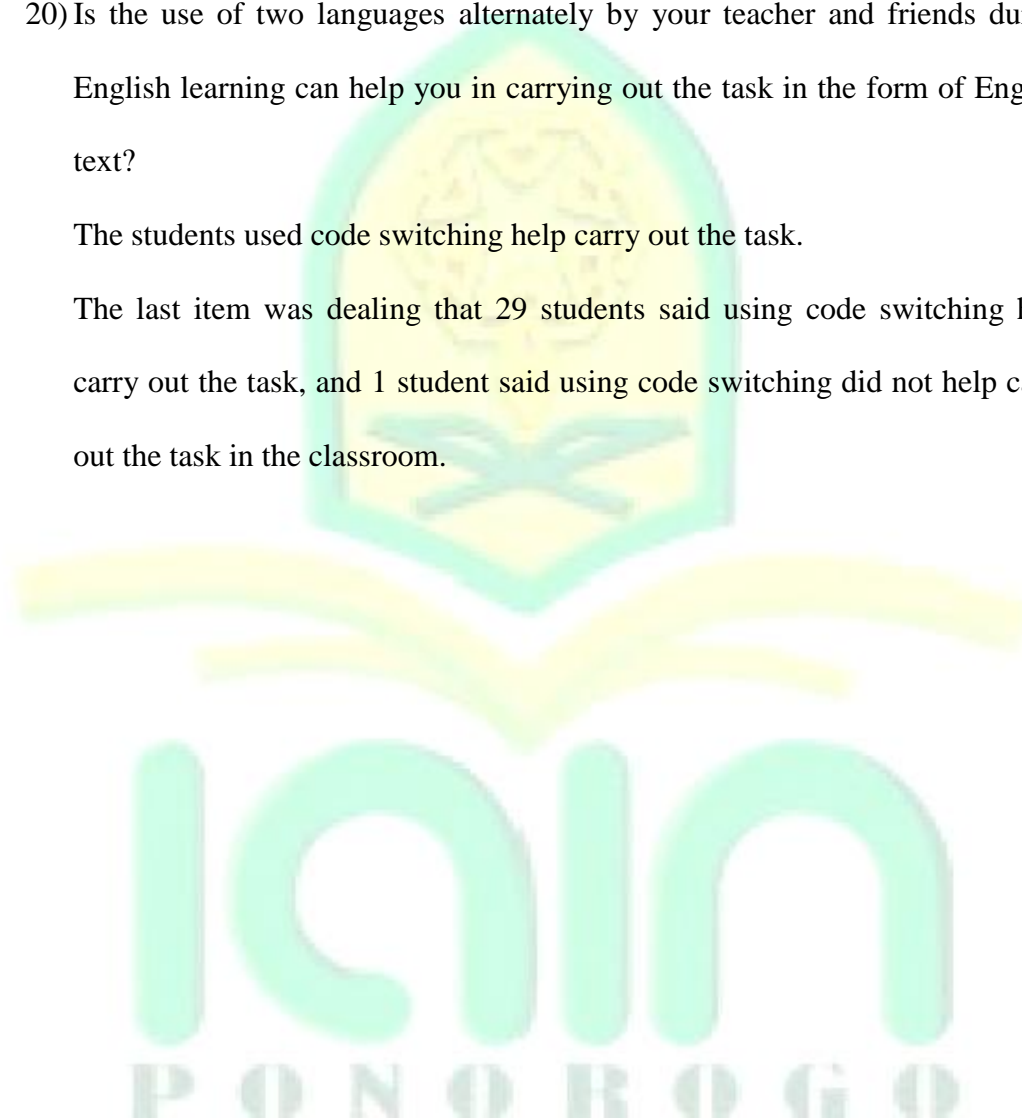 20) Is the use of two languages alternately by your teacher and friends
English learning can help you in carrying out the task in the form of
text?
The students used code switching help carry out the task.
The last item was dealing that 29 students said using code switching
carry out the task, and 1 student said using code switching did not help
out the task in the classroom.
IAIN
PONOROGO